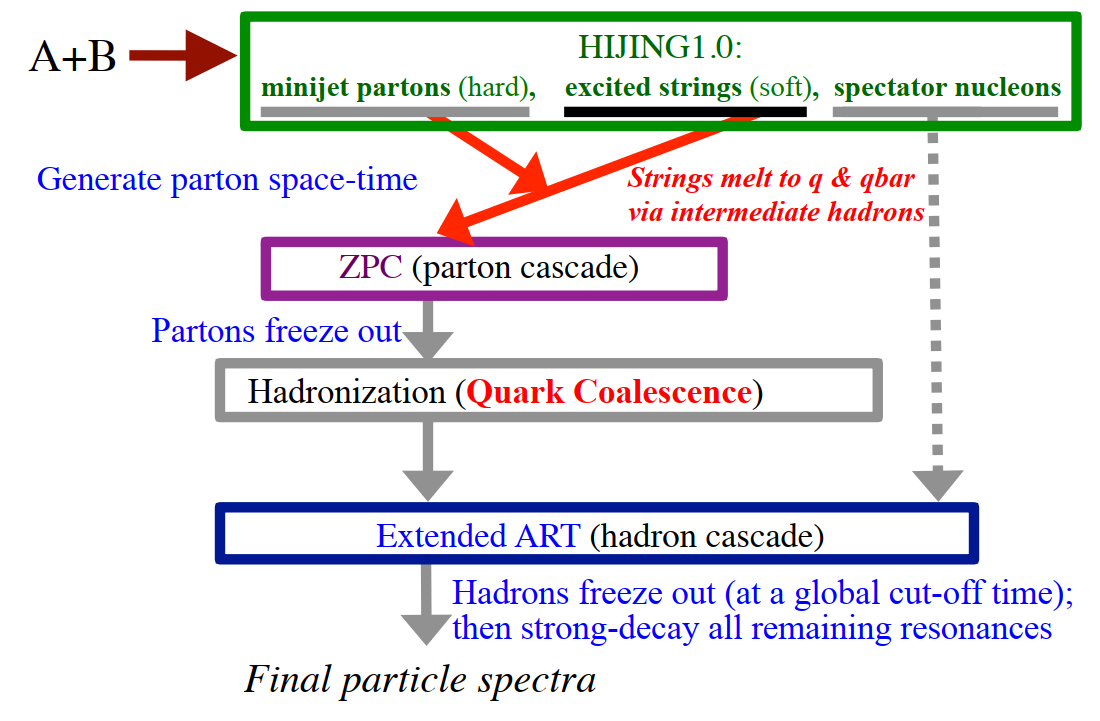 A+B
HIJING1.0:
minijet partons (hard), excited strings (soft), spectator nucleons
Generate parton space-time
Strings melt to q & qbar
via intermediate hadrons
ZPC (parton cascade)
Partons freeze out
Hadronization (Quark Coalescence)
Extended ART (hadron cascade)
Hadrons freeze out (at a global cut-off time);
then strong-decay all remaining resonances
Final particle spectra